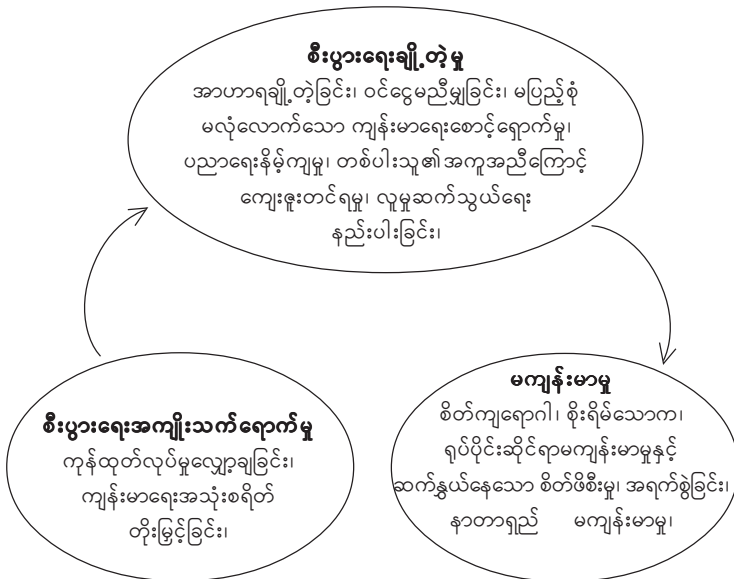 စီးပွားရေးချို့တဲ့မှု
အာဟာရချို့တဲ့ခြင်း၊ ဝင်ငွေမညီမျှခြင်း၊ မပြည့်စုံ
မလုံလောက်သော ကျန်းမာရေးစောင့်ရှောက်မှု၊
ပညာရေးနိမ့်ကျမှု၊ တစ်ပါးသူ၏အကူအညီကြောင့်
ကျေးဇူးတင်ရမှု၊ လူမှုဆက်သွယ်ရေး
နည်းပါးခြင်း၊
စီးပွားရေးအကျိုးသက်ရောက်မှု
ကုန်ထုတ်လုပ်မှုလျှော့ချခြင်း၊
ကျန်းမာရေးအသုံးစရိတ်
တိုးမြှင့်ခြင်း၊
မကျန်းမာမှု
စိတ်ကျရောဂါ၊ စိုးရိမ်သောက၊
ရုပ်ပိုင်းဆိုင်ရာမကျန်းမာမှုနှင့်
ဆက်နွှယ်နေသော စိတ်ဖိစီးမှု၊ အရက်စွဲခြင်း၊
နာတာရှည် မကျန်းမာမှု၊